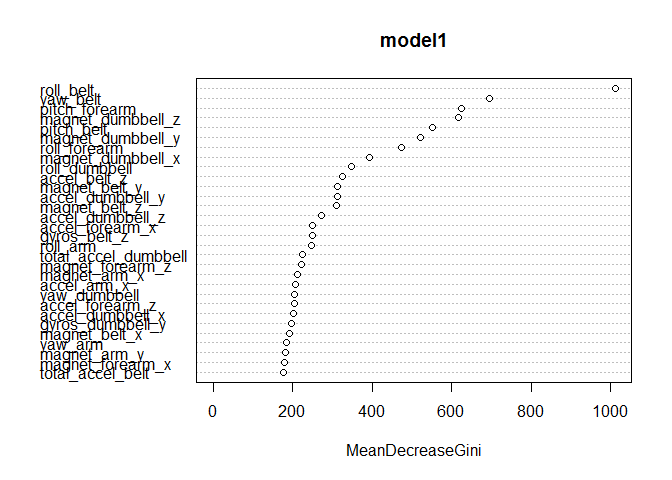 model1
roll_belt
yaw_belt
pitch_forearm
magnet_dumbbell_z
pitch_belt
magnet_dumbbell_y
roll_forearm
magnet_dumbbell_x
roll_dumbbell
accel_belt_z
magnet_belt_y
accel_dumbbell_y
magnet_belt_z
accel_dumbbell_z
accel_forearm_x
gyros_belt_z
roll_arm
total_accel_dumbbell
magnet_forearm_z
magnet_arm_x
accel_arm_x
yaw_dumbbell
accel_forearm_z
accel_dumbbell_x
gyros_dumbbell_y
magnet_belt_x
yaw_arm
magnet_arm_y
magnet_forearm_x
total_accel_belt
0 200 400 600 800 1000
MeanDecreaseGini